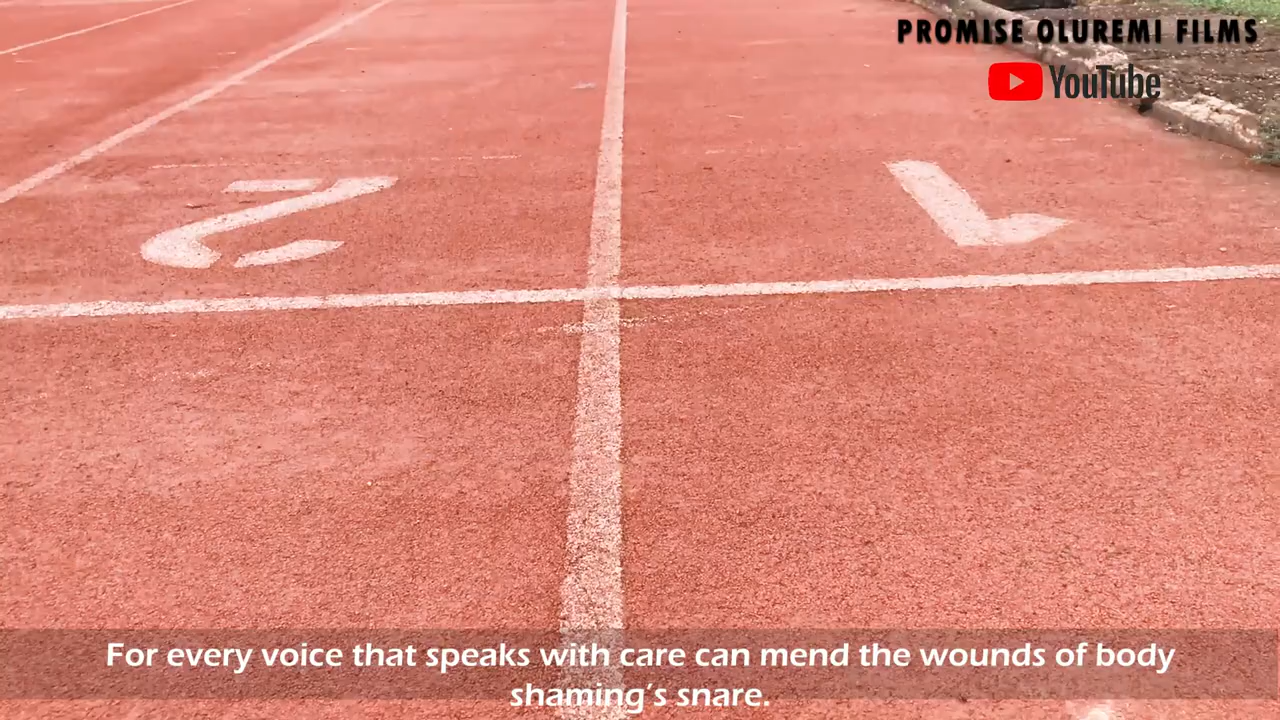 PROMISE OLUREMI FILMS
YouTube
2 1
For every voice that speaks with care can mend the wounds of body
shaming's snare.